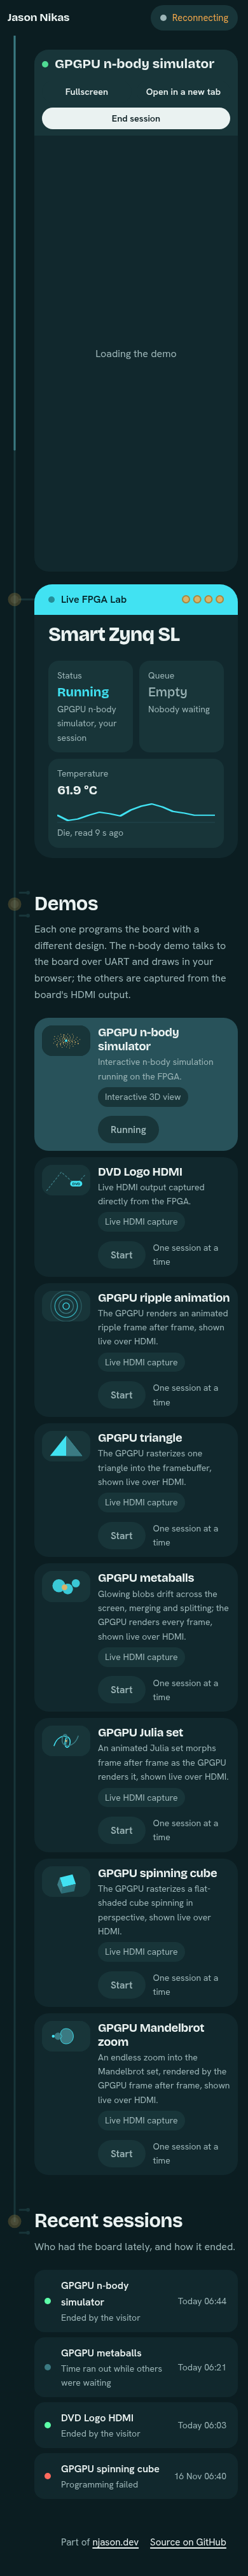 Jason Nikas
Reconnecting
GPGPU n-body simulator
Fullscreen
Open in a new tab
End session
Loading the demo
Live FPGA Lab
Smart Zynq SL
Status
Running
GPGPU n-body
simulator, your
session
Queue
Empty
Nobody waiting
Temperature
61.9 °C
Die, read 9 s ago
Demos
Each one programs the board with a
different design. The n-body demo talks to
the board over UART and draws in your
browser; the others are captured from the
board's HDMI output.
GPGPU n-body
simulator
Interactive n-body simulation
running on the FPGA.
Interactive 3D view
Running
DVD Logo HDMI
Live HDMI output captured
directly from the FPGA.
Live HDMI capture
Start
One session at a
time
GPGPU ripple animation
The GPGPU renders an animated
ripple frame after frame, shown
live over HDMI.
Live HDMI capture
Start
One session at a
time
GPGPU triangle
The GPGPU rasterizes one
triangle into the framebuffer,
shown live over HDMI.
Live HDMI capture
Start
One session at a
time
GPGPU metaballs
Glowing blobs drift across the
screen, merging and splitting; the
GPGPU renders every frame,
shown live over HDMI.
Live HDMI capture
Start
One session at a
time
GPGPU Julia set
An animated Julia set morphs
frame after frame as the GPGPU
renders it, shown live over HDMI.
Live HDMI capture
Start
One session at a
time
GPGPU spinning cube
The GPGPU rasterizes a flat-
shaded cube spinning in
perspective, shown live over
HDMI.
Live HDMI capture
Start
One session at a
time
GPGPU Mandelbrot
zoom
An endless zoom into the
Mandelbrot set, rendered by the
GPGPU frame after frame, shown
live over HDMI.
Live HDMI capture
Start
One session at a
time
Recent sessions
Who had the board lately, and how it ended.
GPGPU n-body
simulator
Ended by the visitor
Today 06:44
GPGPU metaballs
Time ran out while others
were waiting
Today 06:21
DVD Logo HDMI
Ended by the visitor
Today 06:03
GPGPU spinning cube
Programming failed
16 Nov 06:40
Part of njason.dev
Source on GitHub